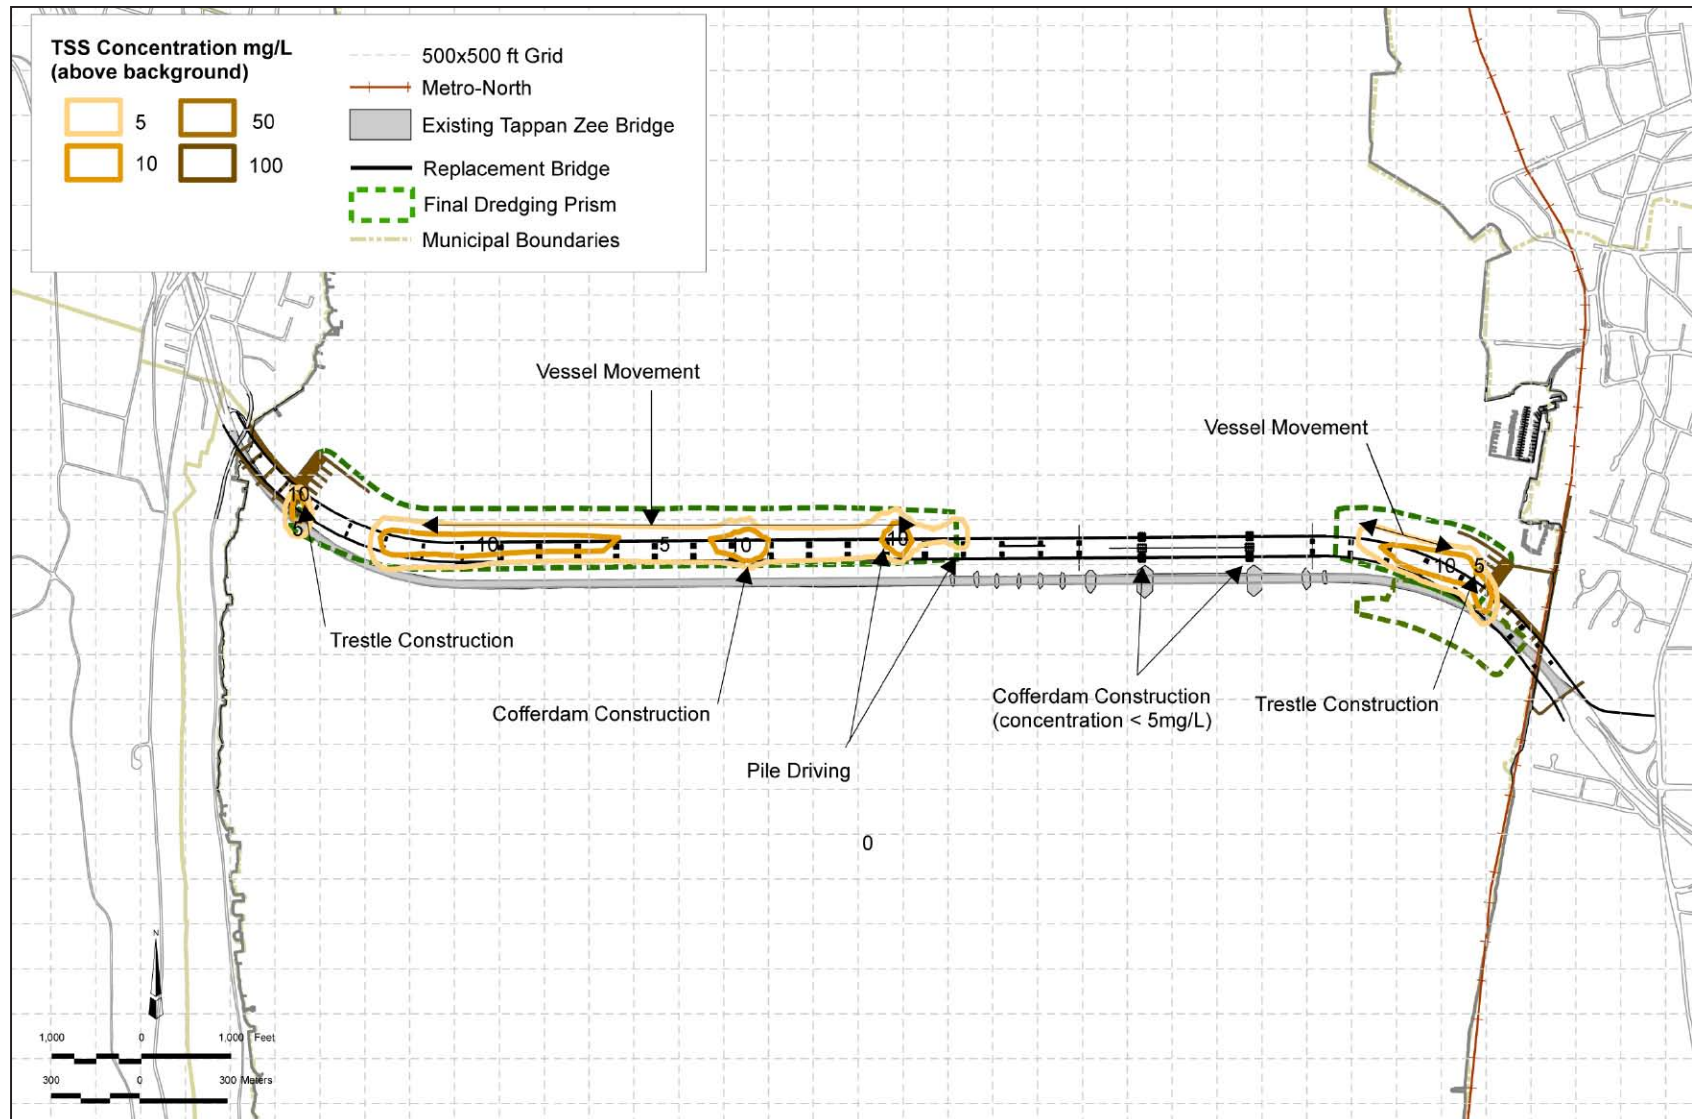 TSS Concentration mg/L
(above background)
5
50
10
100
500x500 ft Grid
Metro-North
Existing Tappan Zee Bridge
Replacement Bridge
Final Dredging Prism
Municipal Boundaries
Vessel Movement
Vessel Movement
10
5
10
5
10
10
10
5
Trestle Construction
Cofferdam Construction
Pile Driving
Cofferdam Construction
(concentration < 5mg/L)
Trestle Construction
0
N
1,000 0 1,000 Feet
300 0 300 Meters